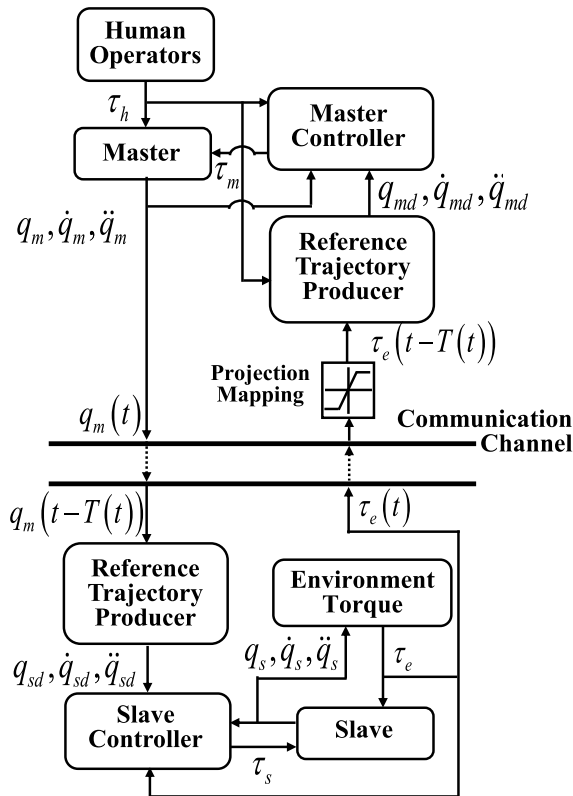 Human
Operators
τ_h
Master
Controller
Master
τ_m
q_m, q̇_m, q̈_m
q_md, q̇_md, q̈_md
Reference
Trajectory
Producer
τ_e(t−T(t))
Projection
Mapping
q_m(t)
Communication
Channel
q_m(t−T(t))
τ_e(t)
Reference
Trajectory
Producer
Environment
Torque
q_sd, q̇_sd, q̈_sd
q_s, q̇_s, q̈_s
τ_e
Slave
Controller
Slave
τ_s